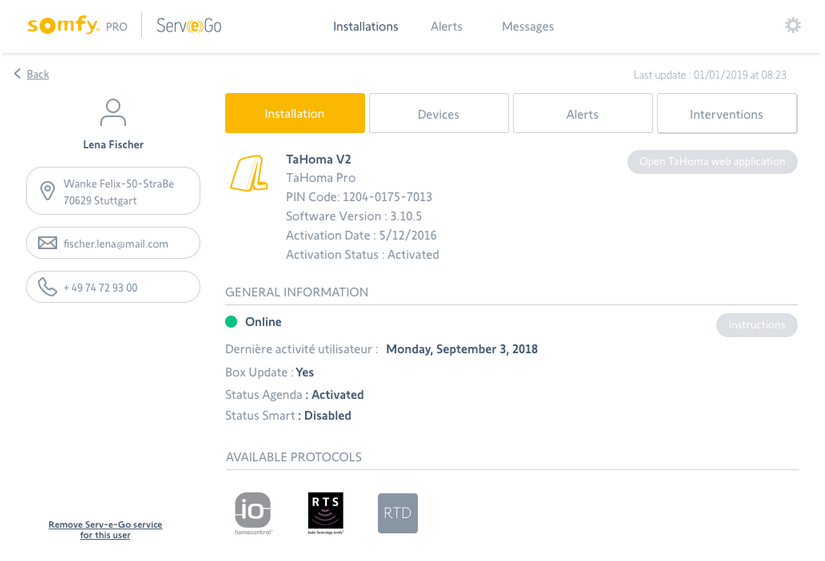 somfy. PRO Serv(e)Go Installations Alerts Messages
Back
Last update : 01/01/2019 at 08:23
Lena Fischer
Wanke Felix-50-StraBe
70629 Stuttgart
fischer.lena@mail.com
+ 49 74 72 93 00
Remove Serv-e-Go service
for this user
Installation Devices Alerts Interventions
TaHoma V2
Open TaHoma web application
TaHoma Pro
PIN Code: 1204-0175-7013
Software Version : 3.10.5
Activation Date : 5/12/2016
Activation Status : Activated
GENERAL INFORMATION
Online
Instructions
Dernière activité utilisateur : Monday, September 3, 2018
Box Update : Yes
Status Agenda : Activated
Status Smart : Disabled
AVAILABLE PROTOCOLS
io
homecontrol
RTS
Radio Technology Somfy
RTD